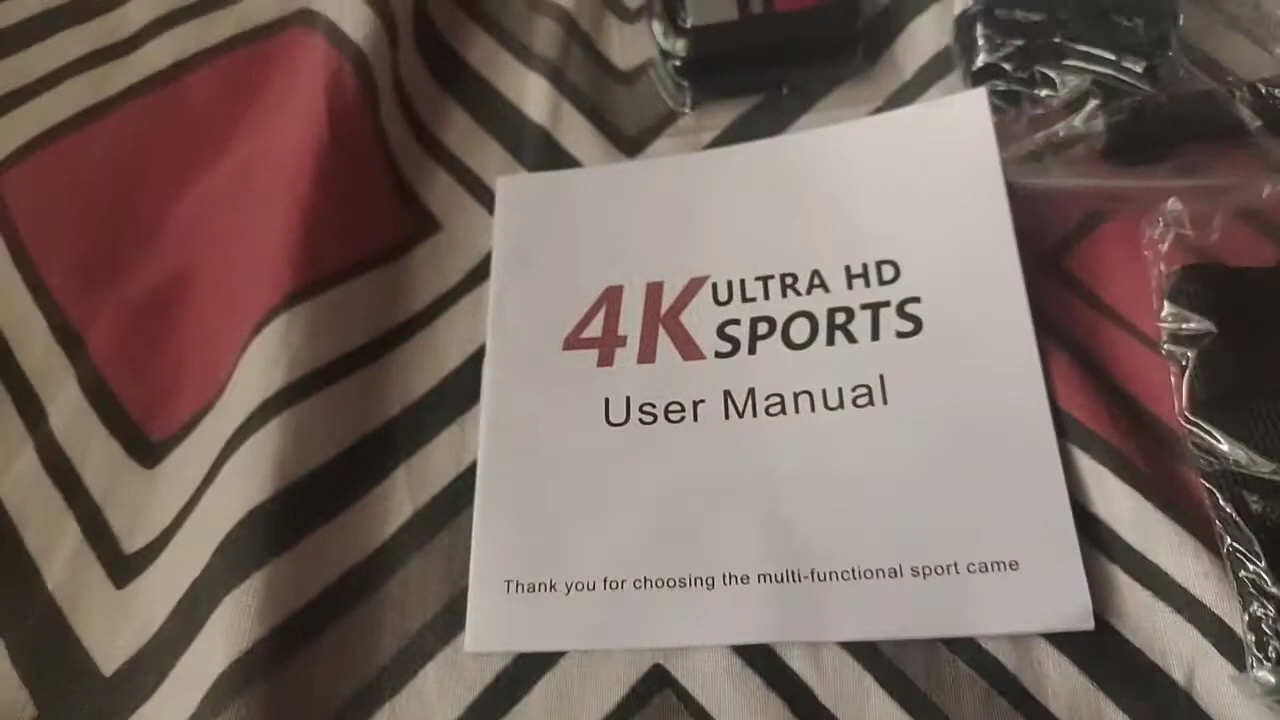 4K ULTRA HD
SPORTS
User Manual
Thank you for choosing the multi-functional sport came